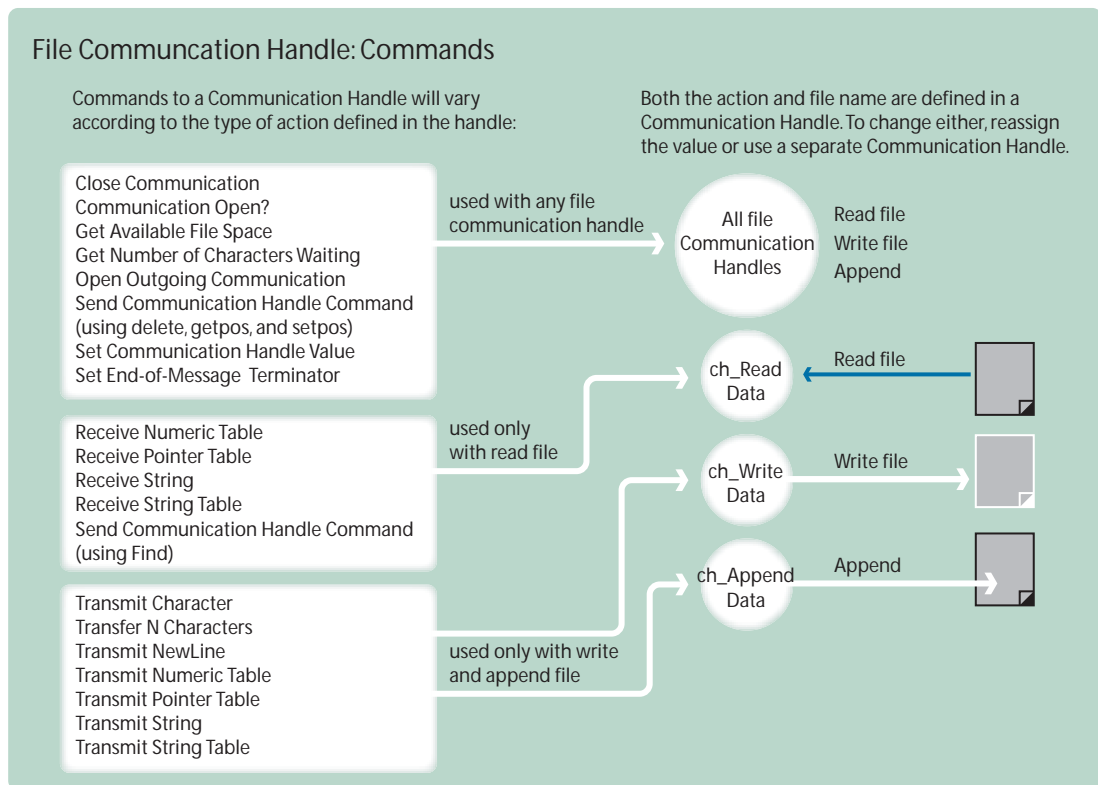 File Communcation Handle: Commands
Commands to a Communication Handle will vary
according to the type of action defined in the handle:
Both the action and file name are defined in a
Communication Handle. To change either, reassign
the value or use a separate Communication Handle.
Close Communication
Communication Open?
Get Available File Space
Get Number of Characters Waiting
Open Outgoing Communication
Send Communication Handle Command
(using delete, getpos, and setpos)
Set Communication Handle Value
Set End-of-Message Terminator
used with any file
communication handle
All file
Communication
Handles
Read file
Write file
Append
Receive Numeric Table
Receive Pointer Table
Receive String
Receive String Table
Send Communication Handle Command
(using Find)
used only
with read file
ch_Read
Data
Read file
ch_Write
Data
Write file
Transmit Character
Transfer N Characters
Transmit NewLine
Transmit Numeric Table
Transmit Pointer Table
Transmit String
Transmit String Table
used only with write
and append file
ch_Append
Data
Append